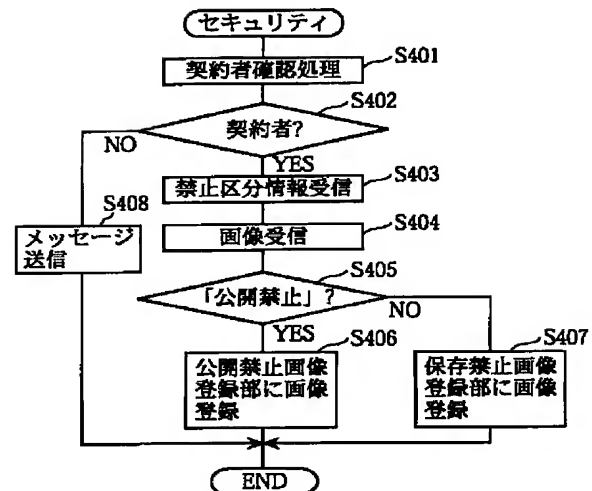 セキュリティ
契約者確認処理
S401
S402
契約者?
NO
YES
禁止区分情報受信
S403
S408
メッセージ
送信
画像受信
S404
S405
「公開禁止」?
NO
YES
S406
公開禁止画像
登録部に画像
登録
S407
保存禁止画像
登録部に画像
登録
END